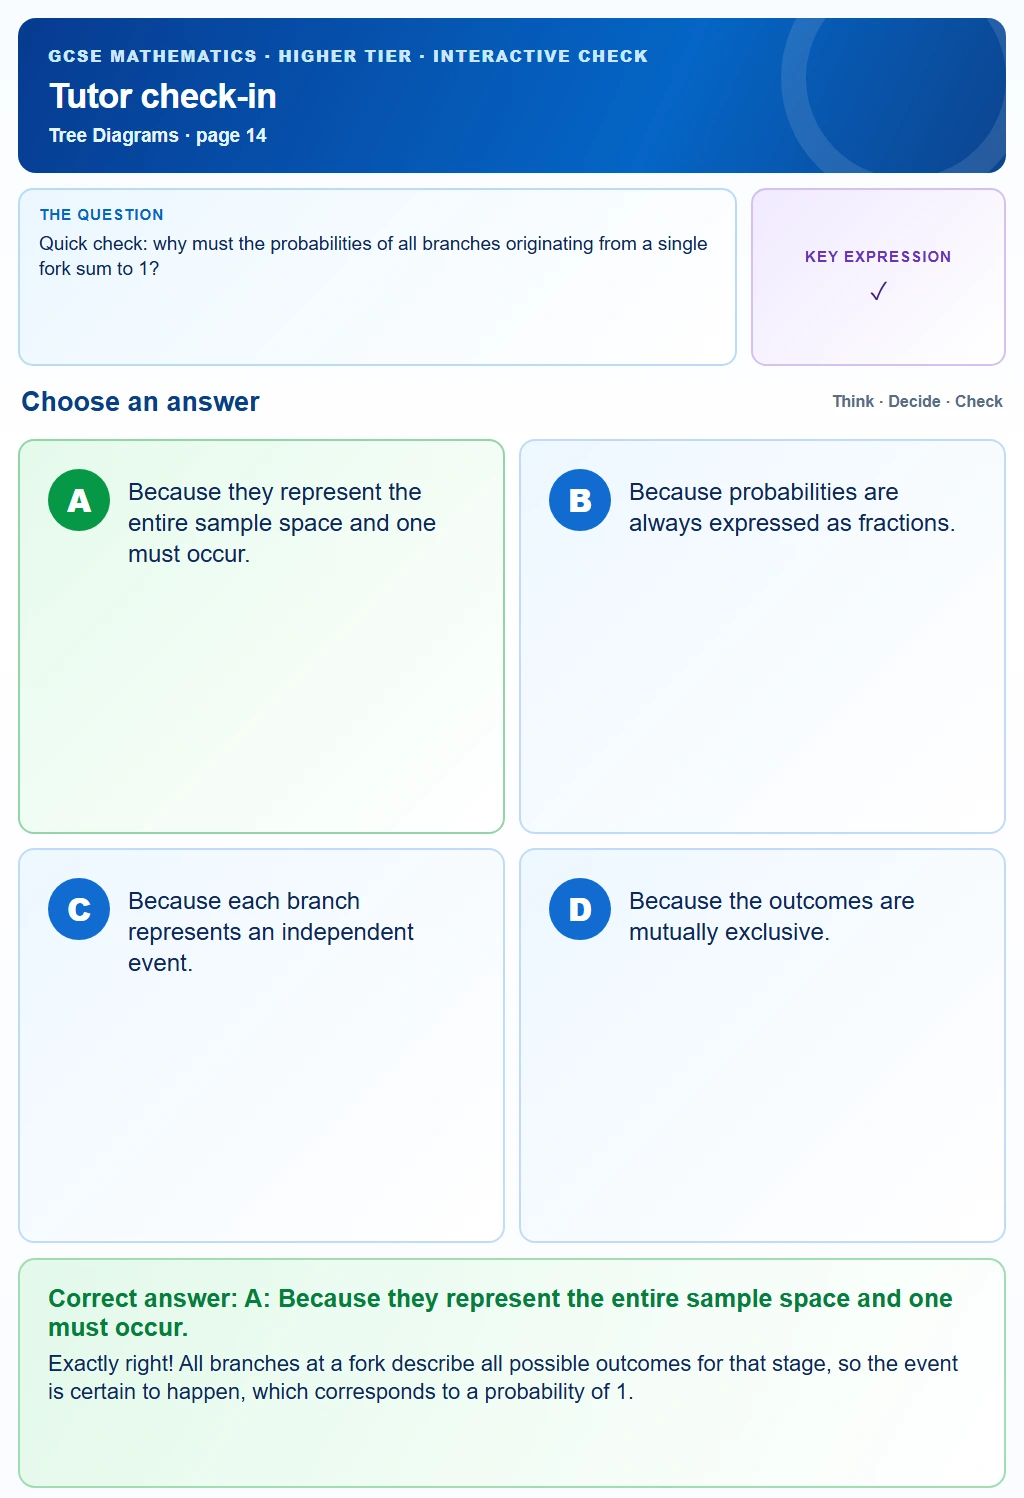 GCSE MATHEMATICS · HIGHER TIER · INTERACTIVE CHECK
Tutor check-in
Tree Diagrams · page 14
THE QUESTION
Quick check: why must the probabilities of all branches originating from a single
fork sum to 1?
KEY EXPRESSION
✓
Choose an answer
Think · Decide · Check
A
Because they represent the
entire sample space and one
must occur.
B
Because probabilities are
always expressed as fractions.
C
Because each branch
represents an independent
event.
D
Because the outcomes are
mutually exclusive.
Correct answer: A: Because they represent the entire sample space and one
must occur.
Exactly right! All branches at a fork describe all possible outcomes for that stage, so the event
is certain to happen, which corresponds to a probability of 1.